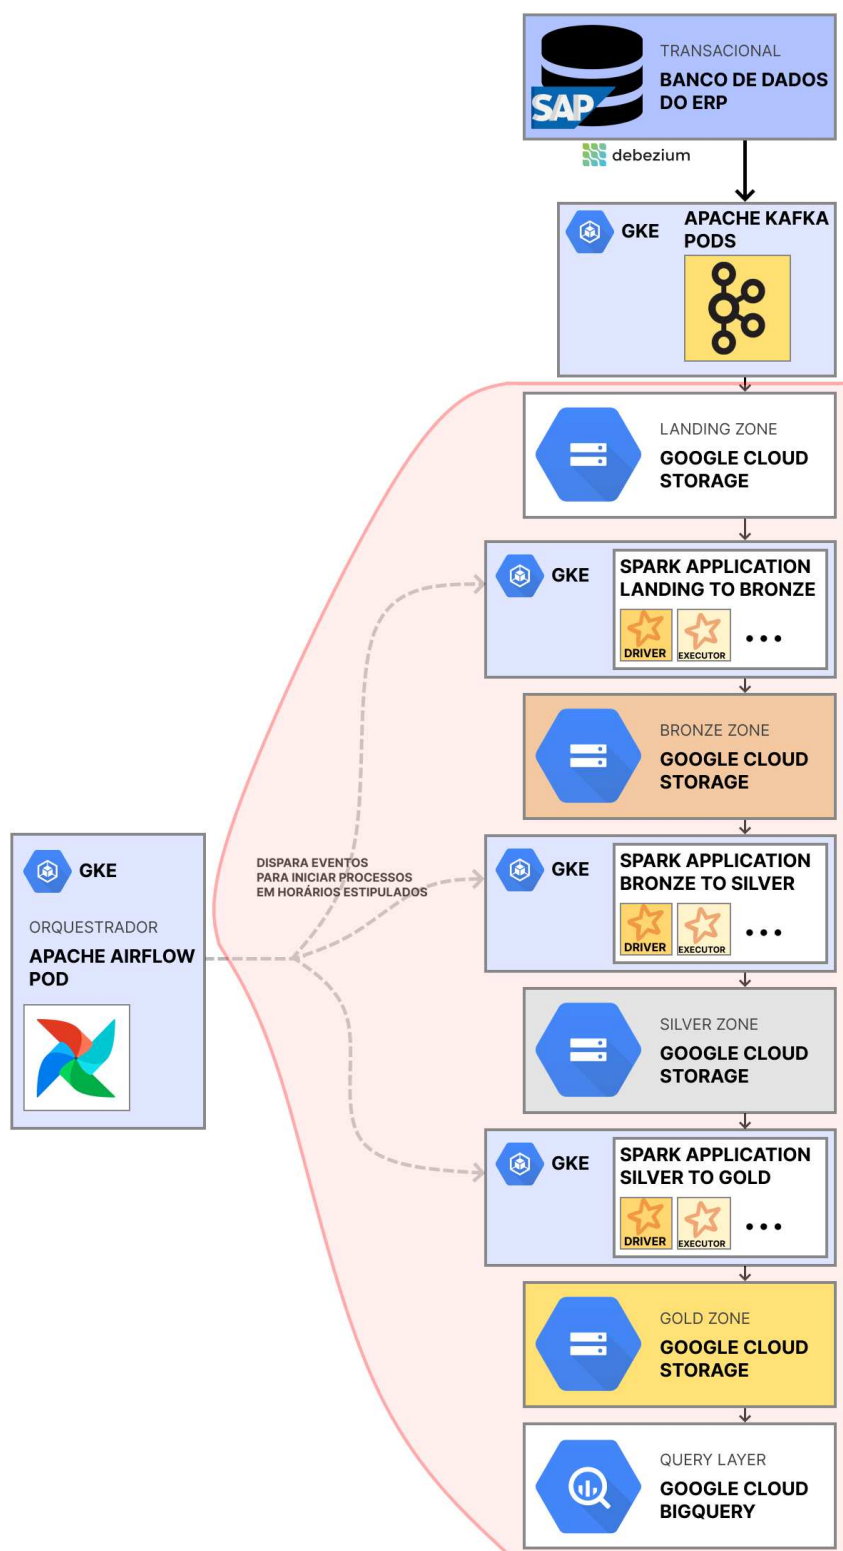 TRANSACIONAL
BANCO DE DADOS
DO ERP
SAP
debezium
GKE
APACHE KAFKA
PODS
LANDING ZONE
GOOGLE CLOUD
STORAGE
GKE
SPARK APPLICATION
LANDING TO BRONZE
DRIVER
EXECUTOR
...
BRONZE ZONE
GOOGLE CLOUD
STORAGE
DISPARA EVENTOS
PARA INICIAR PROCESSOS
EM HORÁRIOS ESTIPULADOS
GKE
ORQUESTRADOR
APACHE AIRFLOW
POD
GKE
SPARK APPLICATION
BRONZE TO SILVER
DRIVER
EXECUTOR
...
SILVER ZONE
GOOGLE CLOUD
STORAGE
GKE
SPARK APPLICATION
SILVER TO GOLD
DRIVER
EXECUTOR
...
GOLD ZONE
GOOGLE CLOUD
STORAGE
QUERY LAYER
GOOGLE CLOUD
BIGQUERY